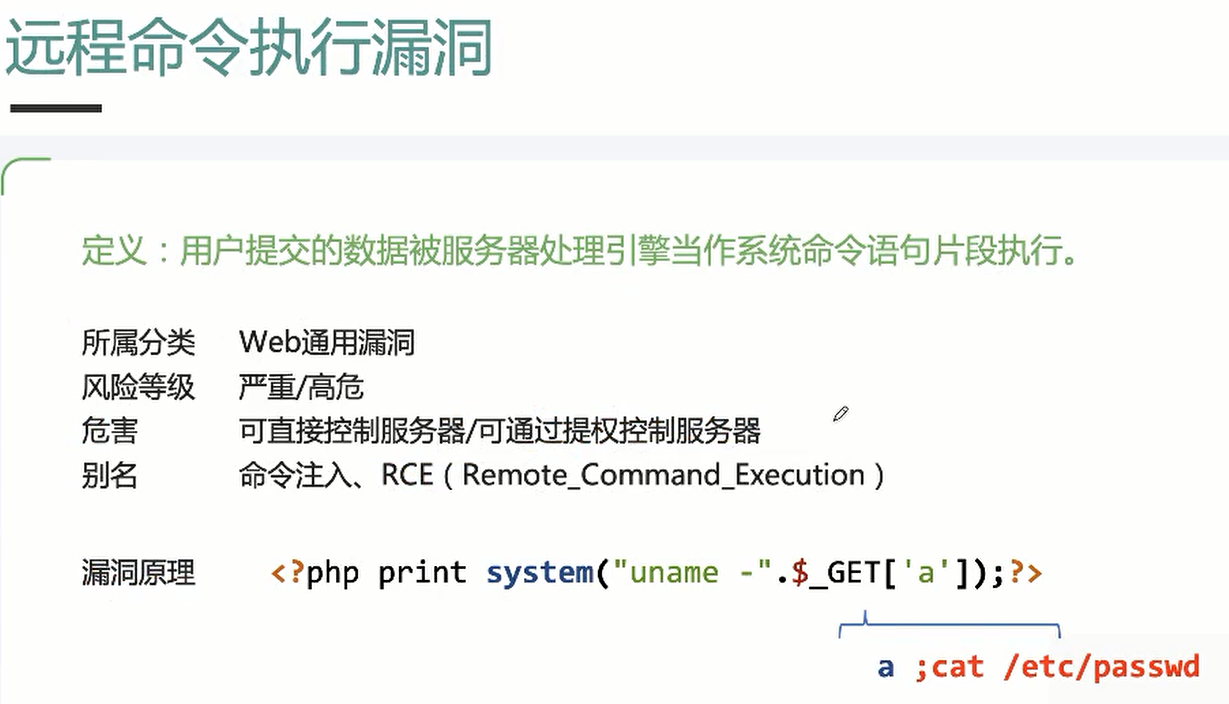 远程命令执行漏洞
定义：用户提交的数据被服务器处理引擎当作系统命令语句片段执行。
所属分类 Web通用漏洞
风险等级 严重/高危
危害 可直接控制服务器/可通过提权控制服务器
别名 命令注入、RCE（Remote_Command_Execution）
漏洞原理 <?php print system("uname -".$_GET['a']);?>
a ;cat /etc/passwd